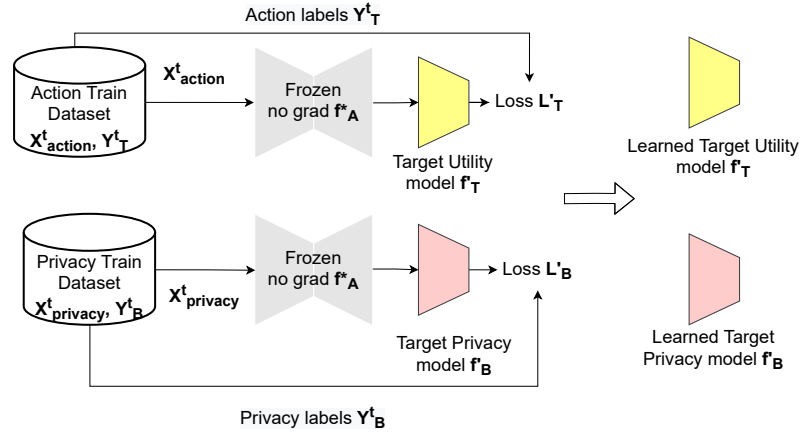 Action labels Y^t_T
Action Train
Dataset
X^t_action, Y^t_T
X^t_action
Frozen
no grad f*_A
Loss L'_T
Target Utility
model f'_T
Learned Target Utility
model f'_T
Privacy Train
Dataset
X^t_privacy, Y^t_B
X^t_privacy
Frozen
no grad f*_A
Loss L'_B
Target Privacy
model f'_B
Learned Target
Privacy model f'_B
Privacy labels Y^t_B